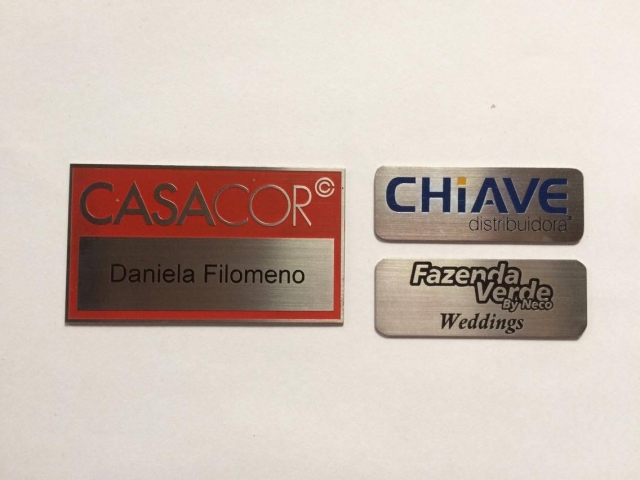 CASACOR©
Daniela Filomeno
CHiAVE
distribuidora
Fazenda
Verde
By Neco
Weddings